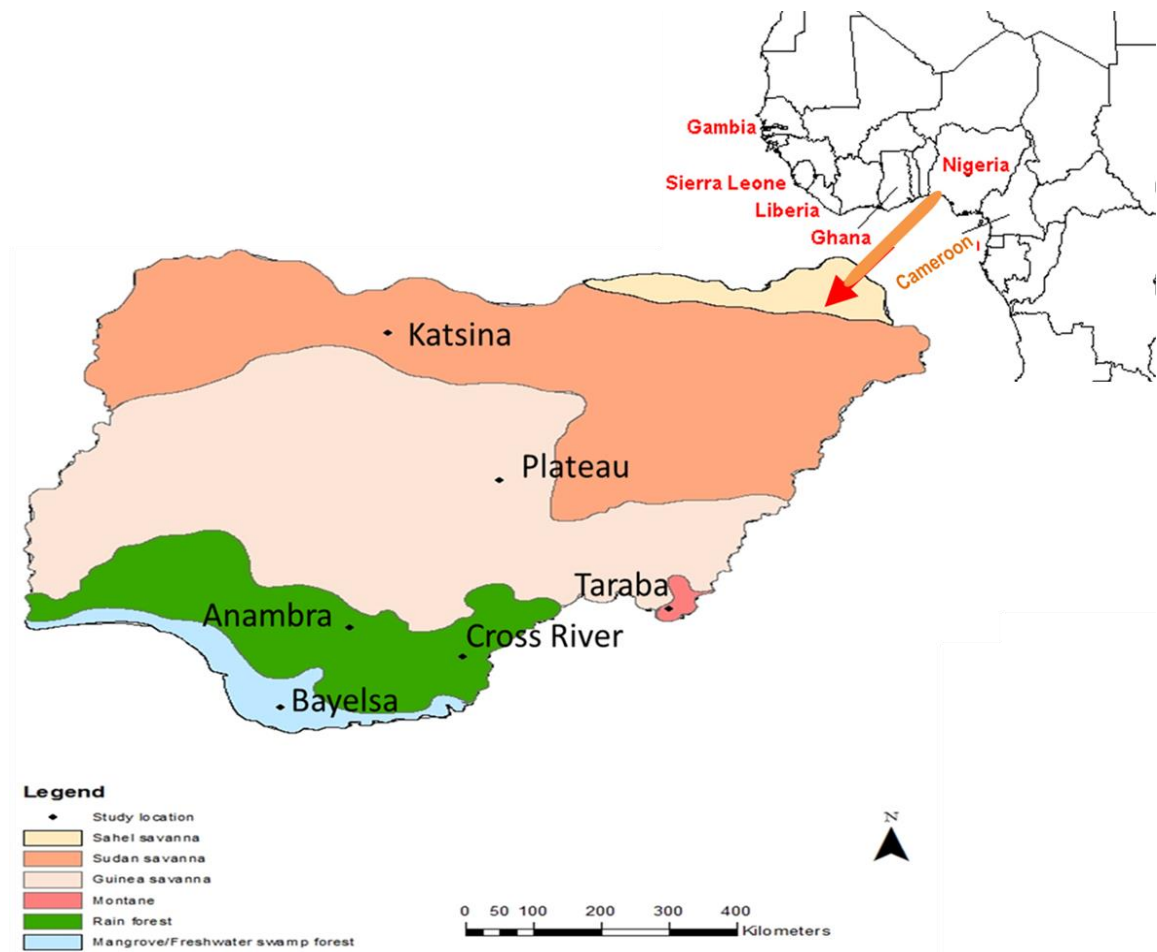 Gambia
Nigeria
Sierra Leone
Liberia
Ghana
Cameroon
Katsina
Plateau
Taraba
Anambra
Cross River
Bayelsa
Legend
Study location
Sahel savanna
Sudan savanna
Guinea savanna
Montane
Rain forest
Mangrove/Freshwater swamp forest
N
0 50 100 200 300 400
Kilometers